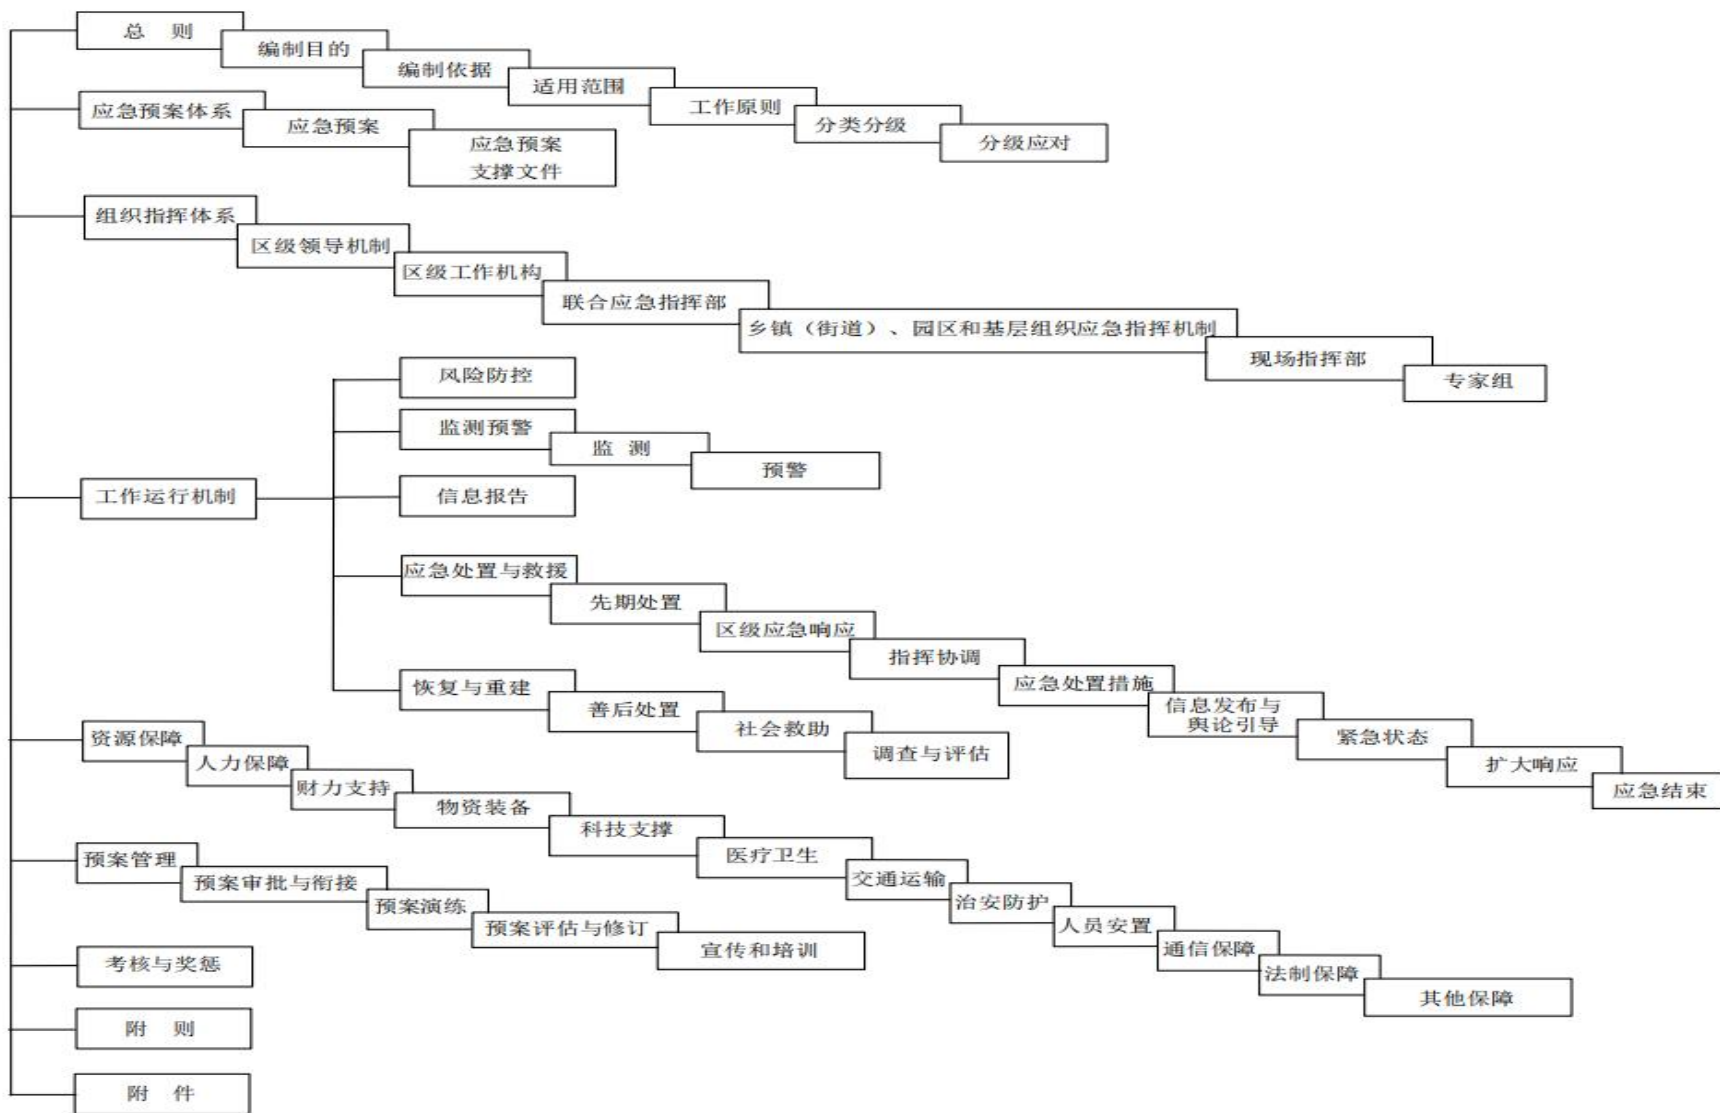 总 则
编制目的
编制依据
适用范围
工作原则
分类分级
分级应对
应急预案体系
应急预案
应急预案
支撑文件
组织指挥体系
区级领导机制
区级工作机构
联合应急指挥部
乡镇（街道）、园区和基层组织应急指挥机制
现场指挥部
专家组
工作运行机制
风险防控
监测预警
监 测
预警
信息报告
应急处置与救援
先期处置
区级应急响应
指挥协调
应急处置措施
信息发布与
舆论引导
紧急状态
扩大响应
应急结束
恢复与重建
善后处置
社会救助
调查与评估
资源保障
人力保障
财力支持
物资装备
科技支撑
医疗卫生
交通运输
治安防护
人员安置
通信保障
法制保障
其他保障
预案管理
预案审批与衔接
预案演练
预案评估与修订
宣传和培训
考核与奖惩
附 则
附 件